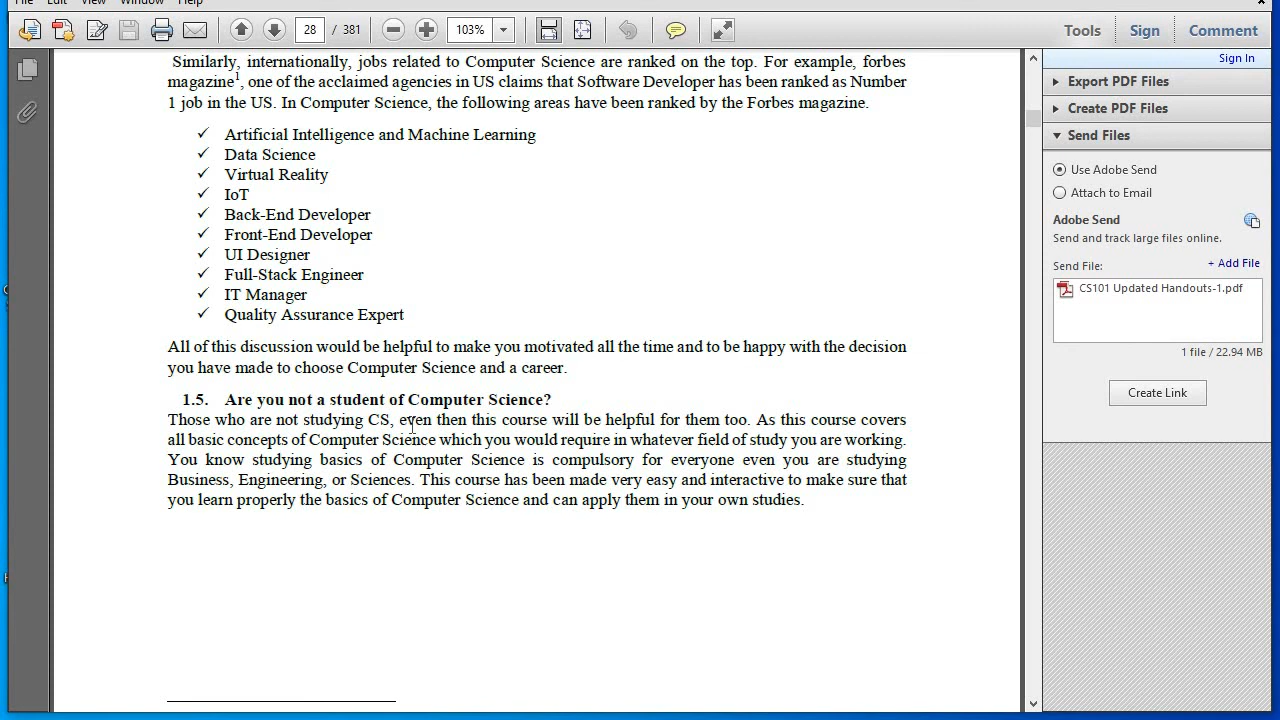 File Edit View Window Help
28 / 381 103% Tools Sign Comment
Similarly, internationally, jobs related to Computer Science are ranked on the top. For example, forbes
magazine1, one of the acclaimed agencies in US claims that Software Developer has been ranked as Number
1 job in the US. In Computer Science, the following areas have been ranked by the Forbes magazine.
✓ Artificial Intelligence and Machine Learning
✓ Data Science
✓ Virtual Reality
✓ IoT
✓ Back-End Developer
✓ Front-End Developer
✓ UI Designer
✓ Full-Stack Engineer
✓ IT Manager
✓ Quality Assurance Expert
All of this discussion would be helpful to make you motivated all the time and to be happy with the decision
you have made to choose Computer Science and a career.
1.5. Are you not a student of Computer Science?
Those who are not studying CS, even then this course will be helpful for them too. As this course covers
all basic concepts of Computer Science which you would require in whatever field of study you are working.
You know studying basics of Computer Science is compulsory for everyone even you are studying
Business, Engineering, or Sciences. This course has been made very easy and interactive to make sure that
you learn properly the basics of Computer Science and can apply them in your own studies.
Sign In
Export PDF Files
Create PDF Files
Send Files
Use Adobe Send
Attach to Email
Adobe Send
Send and track large files online.
Send File: + Add File
CS101 Updated Handouts-1.pdf
1 file / 22.94 MB
Create Link